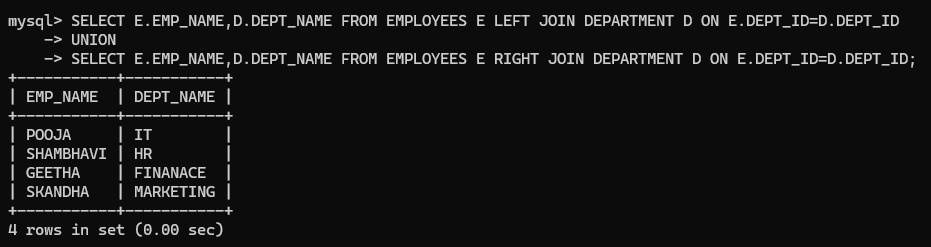 mysql> SELECT E.EMP_NAME,D.DEPT_NAME FROM EMPLOYEES E LEFT JOIN DEPARTMENT D ON E.DEPT_ID=D.DEPT_ID
    -> UNION
    -> SELECT E.EMP_NAME,D.DEPT_NAME FROM EMPLOYEES E RIGHT JOIN DEPARTMENT D ON E.DEPT_ID=D.DEPT_ID;
+-----------+-----------+
| EMP_NAME  | DEPT_NAME |
+-----------+-----------+
| POOJA     | IT        |
| SHAMBHAVI | HR        |
| GEETHA    | FINANACE  |
| SKANDHA   | MARKETING |
+-----------+-----------+
4 rows in set (0.00 sec)